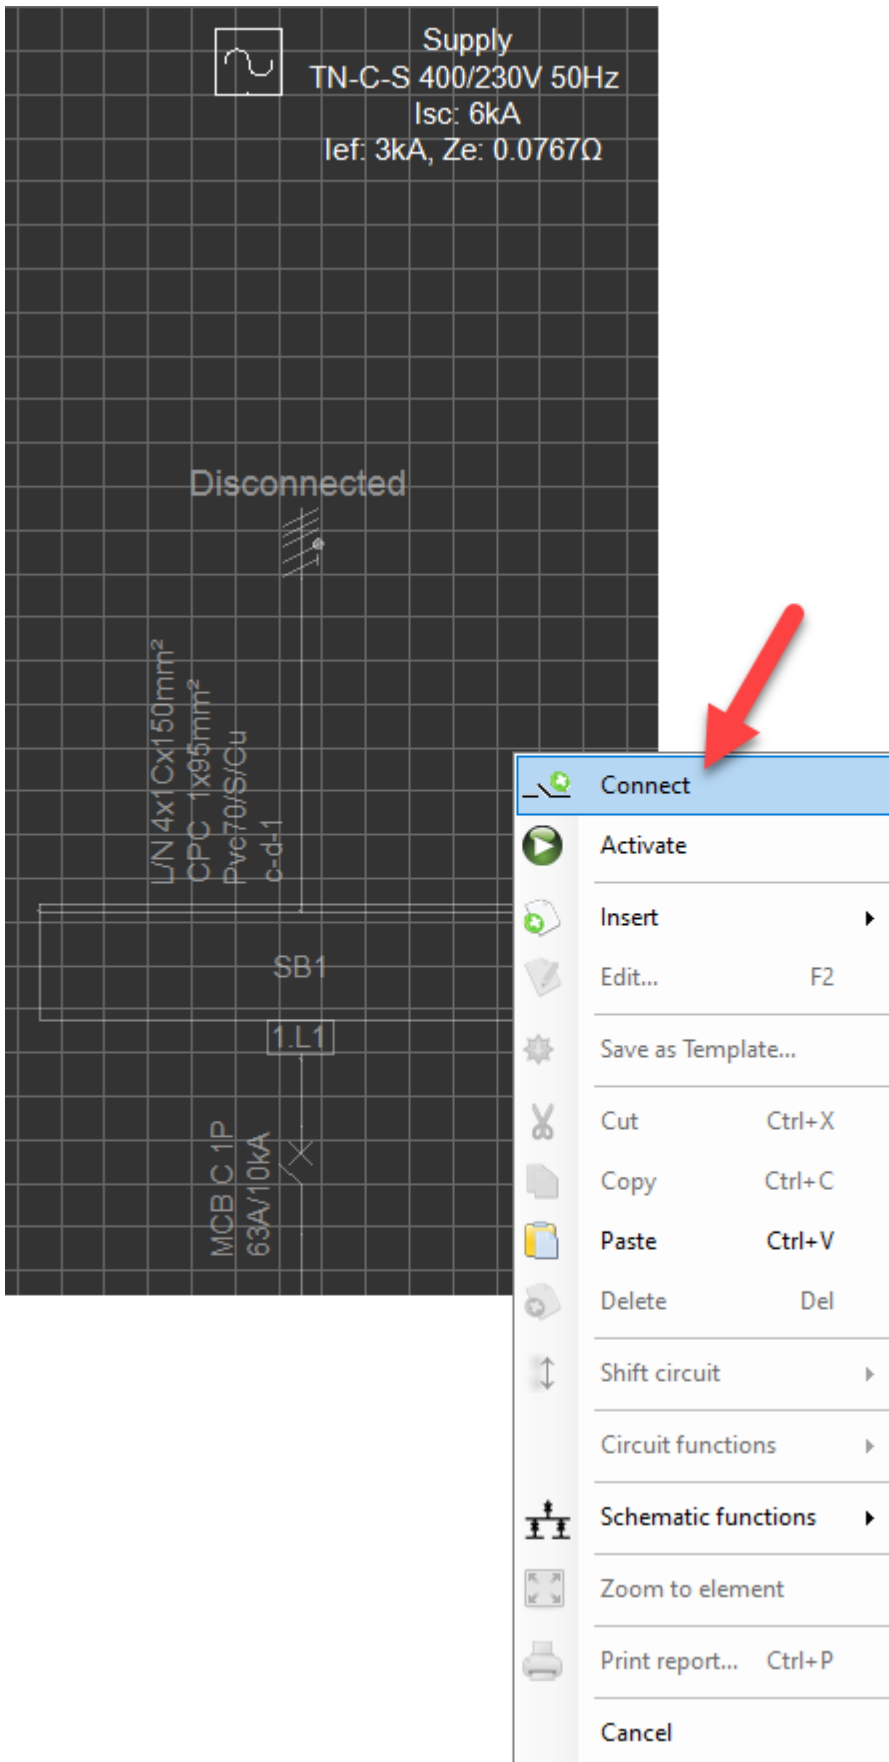 Supply
TN-C-S 400/230V 50Hz
Isc: 6kA
Ief: 3kA, Ze: 0.0767Ω
Disconnected
L/N 4x1Cx150mm²
CPC 1x95mm²
Pvc70/S/Cu
c-d-1
SB1
1.L1
MCB C 1P
63A/10kA
Connect
Activate
Insert
Edit... F2
Save as Template...
Cut Ctrl+X
Copy Ctrl+C
Paste Ctrl+V
Delete Del
Shift circuit
Circuit functions
Schematic functions
Zoom to element
Print report... Ctrl+P
Cancel